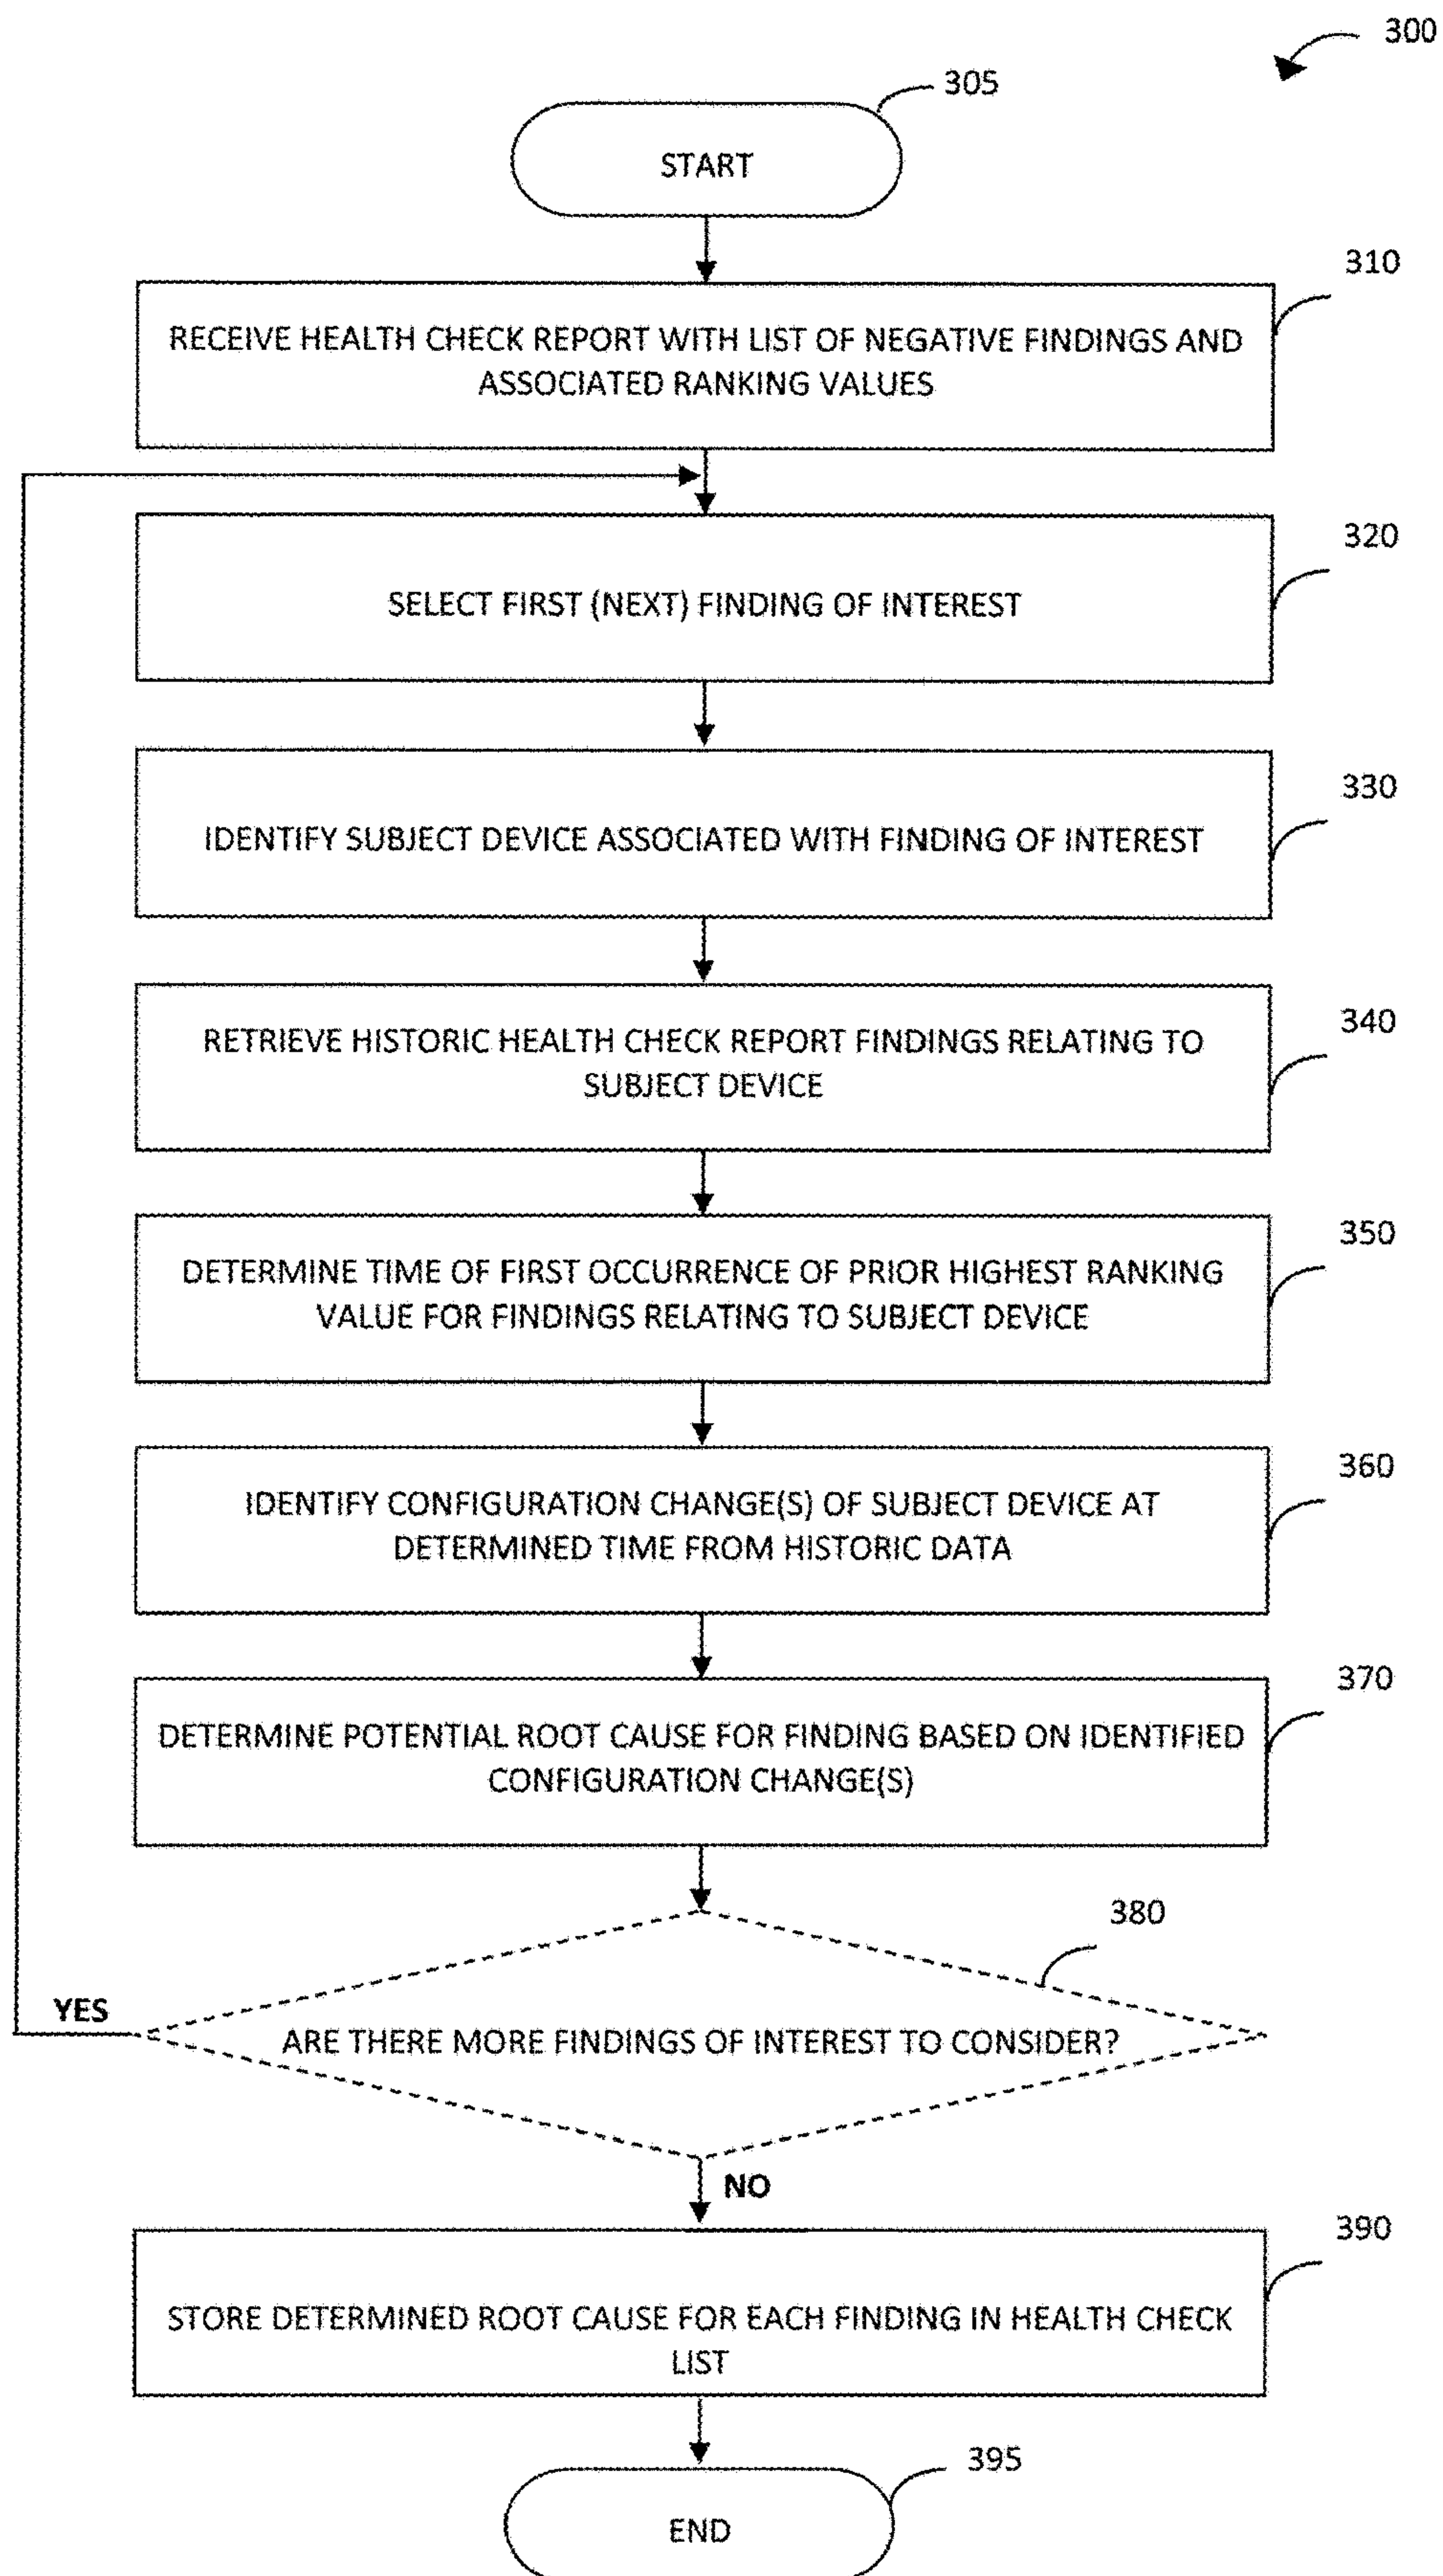 300
305
START
310
RECEIVE HEALTH CHECK REPORT WITH LIST OF NEGATIVE FINDINGS AND
ASSOCIATED RANKING VALUES
320
SELECT FIRST (NEXT) FINDING OF INTEREST
330
IDENTIFY SUBJECT DEVICE ASSOCIATED WITH FINDING OF INTEREST
340
RETRIEVE HISTORIC HEALTH CHECK REPORT FINDINGS RELATING TO
SUBJECT DEVICE
350
DETERMINE TIME OF FIRST OCCURRENCE OF PRIOR HIGHEST RANKING
VALUE FOR FINDINGS RELATING TO SUBJECT DEVICE
360
IDENTIFY CONFIGURATION CHANGE(S) OF SUBJECT DEVICE AT
DETERMINED TIME FROM HISTORIC DATA
370
DETERMINE POTENTIAL ROOT CAUSE FOR FINDING BASED ON IDENTIFIED
CONFIGURATION CHANGE(S)
380
YES
ARE THERE MORE FINDINGS OF INTEREST TO CONSIDER?
NO
390
STORE DETERMINED ROOT CAUSE FOR EACH FINDING IN HEALTH CHECK
LIST
395
END